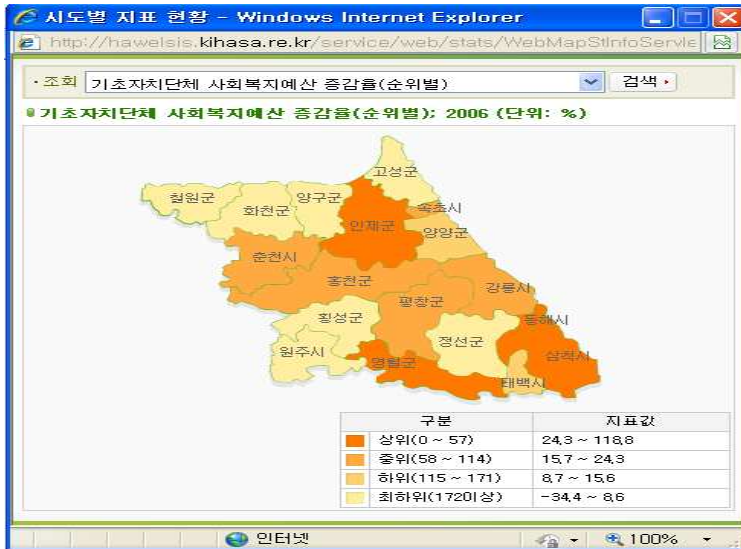 시도별 지표 현황 - Windows Internet Explorer
http://hawelsis.kihasa.re.kr/service/web/stats/WebMapStInfoServle
·조회 기초자치단체 사회복지예산 증감율(순위별) 검색
기초자치단체 사회복지예산 증감율(순위별); 2006 (단위: %)
고성군
철원군
양구군
화천군
속초시
인제군
양양군
춘천시
홍천군
강릉시
평창군
횡성군
동해시
정선군
원주시
영월군
삼척시
태백시
구분 지표값
상위(0 ~ 57) 24,3 ~ 118,8
중위(58 ~ 114) 15,7 ~ 24,3
하위(115 ~ 171) 8,7 ~ 15,6
최하위(172이상) -34,4 ~ 8,6
인터넷 100%